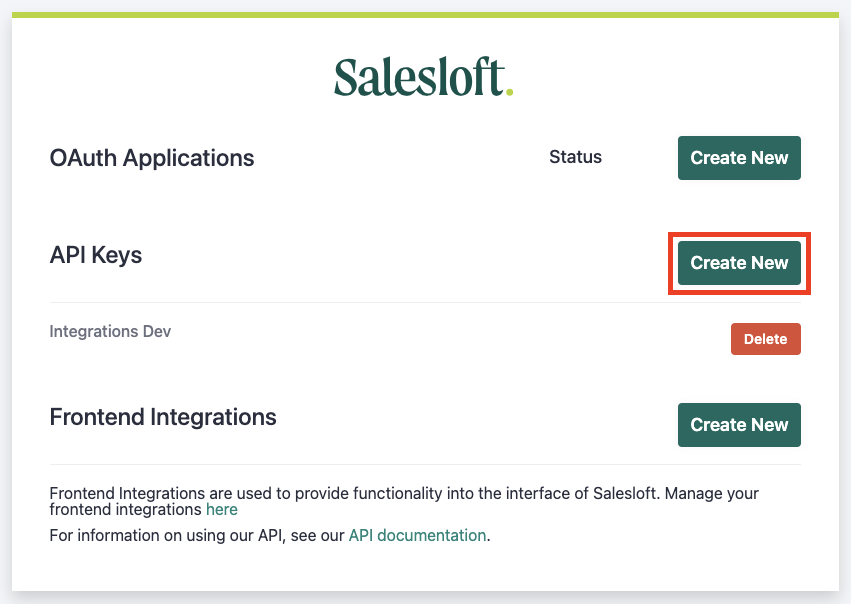 Salesloft.
OAuth Applications Status Create New
API Keys Create New
Integrations Dev Delete
Frontend Integrations Create New
Frontend Integrations are used to provide functionality into the interface of Salesloft. Manage your
frontend integrations here
For information on using our API, see our API documentation.